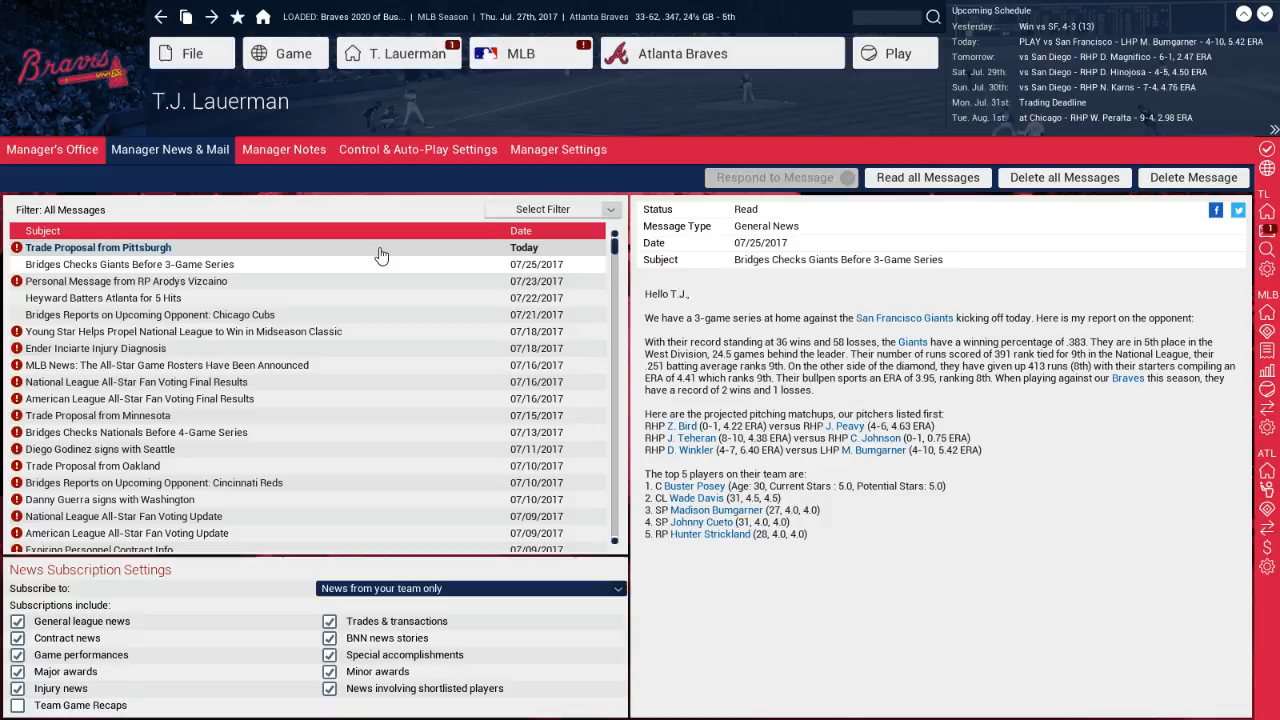 LOADED: Braves 2020 of Bus... | MLB Season | Thu. Jul. 27th, 2017 | Atlanta Braves 33-62, .347, 24½ GB - 5th
Upcoming Schedule
Yesterday: Win vs SF, 4-3 (13)
Today: PLAY vs San Francisco - LHP M. Bumgarner - 4-10, 5.42 ERA
Tomorrow: vs San Diego - RHP D. Magnifico - 6-1, 2.47 ERA
Sat. Jul. 29th: vs San Diego - RHP D. Hinojosa - 4-5, 4.50 ERA
Sun. Jul. 30th: vs San Diego - RHP N. Karns - 7-4, 4.76 ERA
Mon. Jul. 31st: Trading Deadline
Tue. Aug. 1st: at Chicago - RHP W. Peralta - 9-4, 2.98 ERA
Braves
File
Game
T. Lauerman 1
MLB !
Atlanta Braves
Play
T.J. Lauerman
Manager's Office Manager News & Mail Manager Notes Control & Auto-Play Settings Manager Settings
Respond to Message Read all Messages Delete all Messages Delete Message
Filter: All Messages Select Filter
Subject Date
Trade Proposal from Pittsburgh Today
Bridges Checks Giants Before 3-Game Series 07/25/2017
Personal Message from RP Arodys Vizcaino 07/23/2017
Heyward Batters Atlanta for 5 Hits 07/22/2017
Bridges Reports on Upcoming Opponent: Chicago Cubs 07/21/2017
Young Star Helps Propel National League to Win in Midseason Classic 07/18/2017
Ender Inciarte Injury Diagnosis 07/18/2017
MLB News: The All-Star Game Rosters Have Been Announced 07/16/2017
National League All-Star Fan Voting Final Results 07/16/2017
American League All-Star Fan Voting Final Results 07/16/2017
Trade Proposal from Minnesota 07/15/2017
Bridges Checks Nationals Before 4-Game Series 07/13/2017
Diego Godinez signs with Seattle 07/11/2017
Trade Proposal from Oakland 07/10/2017
Bridges Reports on Upcoming Opponent: Cincinnati Reds 07/10/2017
Danny Guerra signs with Washington 07/10/2017
National League All-Star Fan Voting Update 07/09/2017
American League All-Star Fan Voting Update 07/09/2017
Expiring Personnel Contract Info 07/09/2017
News Subscription Settings
Subscribe to: News from your team only
Subscriptions include:
General league news Trades & transactions
Contract news BNN news stories
Game performances Special accomplishments
Major awards Minor awards
Injury news News involving shortlisted players
Team Game Recaps
Status Read
Message Type General News
Date 07/25/2017
Subject Bridges Checks Giants Before 3-Game Series
Hello T.J.,
We have a 3-game series at home against the San Francisco Giants kicking off today. Here is my report on the opponent:
With their record standing at 36 wins and 58 losses, the Giants have a winning percentage of .383. They are in 5th place in the
West Division, 24.5 games behind the leader. Their number of runs scored of 391 rank tied for 9th in the National League, their
.251 batting average ranks 9th. On the other side of the diamond, they have given up 413 runs (8th) with their starters compiling an
ERA of 4.41 which ranks 9th. Their bullpen sports an ERA of 3.95, ranking 8th. When playing against our Braves this season, they
have a record of 2 wins and 1 losses.
Here are the projected pitching matchups, our pitchers listed first:
RHP Z. Bird (0-1, 4.22 ERA) versus RHP J. Peavy (4-6, 4.63 ERA)
RHP J. Teheran (8-10, 4.38 ERA) versus RHP C. Johnson (0-1, 0.75 ERA)
RHP D. Winkler (4-7, 6.40 ERA) versus LHP M. Bumgarner (4-10, 5.42 ERA)
The top 5 players on their team are:
1. C Buster Posey (Age: 30, Current Stars : 5.0, Potential Stars: 5.0)
2. CL Wade Davis (31, 4.5, 4.5)
3. SP Madison Bumgarner (27, 4.0, 4.0)
4. SP Johnny Cueto (31, 4.0, 4.0)
5. RP Hunter Strickland (28, 4.0, 4.0)
TL
1
MLB
ATL